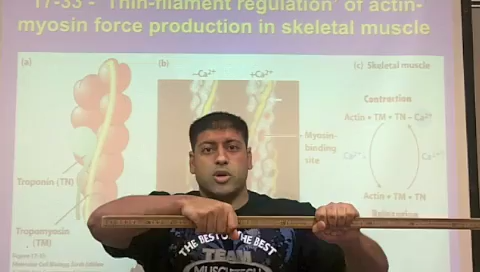 17-33 - 'Thin-filament regulation' of actin-
myosin force production in skeletal muscle
(a)
(b)
(c) Skeletal muscle
–Ca²⁺
+Ca²⁺
Contraction
Actin • TM • TN – Ca²⁺
Myosin-
binding
site
Ca²⁺
Ca²⁺
Troponin (TN)
Actin • TM • TN
Tropomyosin
(TM)
THE BEST OF THE BEST
TEAM